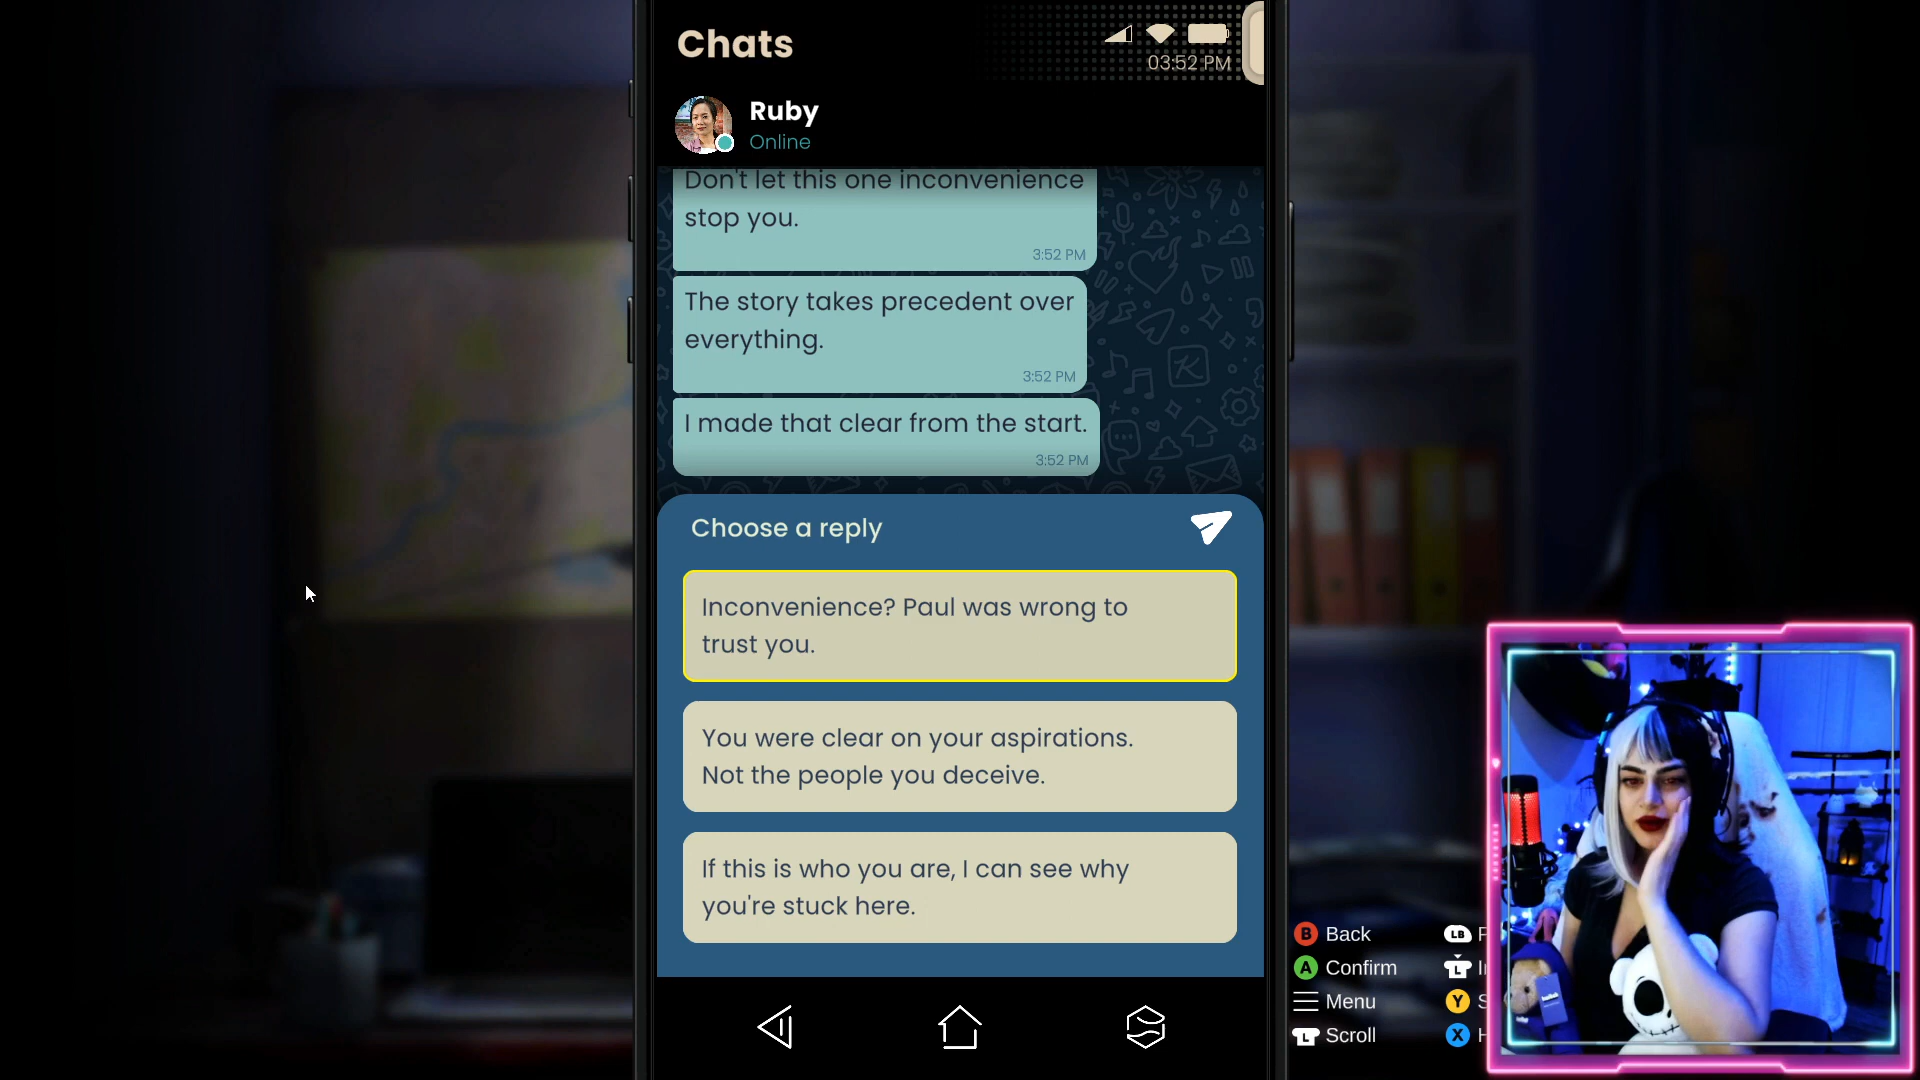 Chats
03:52 PM
Ruby
Online
Don't let this one inconvenience
stop you.
3:52 PM
The story takes precedent over
everything.
3:52 PM
I made that clear from the start.
3:52 PM
Choose a reply
Inconvenience? Paul was wrong to
trust you.
You were clear on your aspirations.
Not the people you deceive.
If this is who you are, I can see why
you're stuck here.
B Back
LB
A Confirm
L
Menu
Y
L Scroll
X